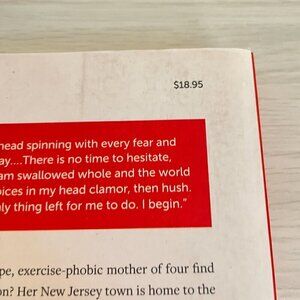 $18.95
head spinning with every fear and
ay....There is no time to hesitate,
am swallowed whole and the world
oices in my head clamor, then hush.
ly thing left for me to do. I begin."
pe, exercise-phobic mother of four find
on? Her New Jersey town is home to the